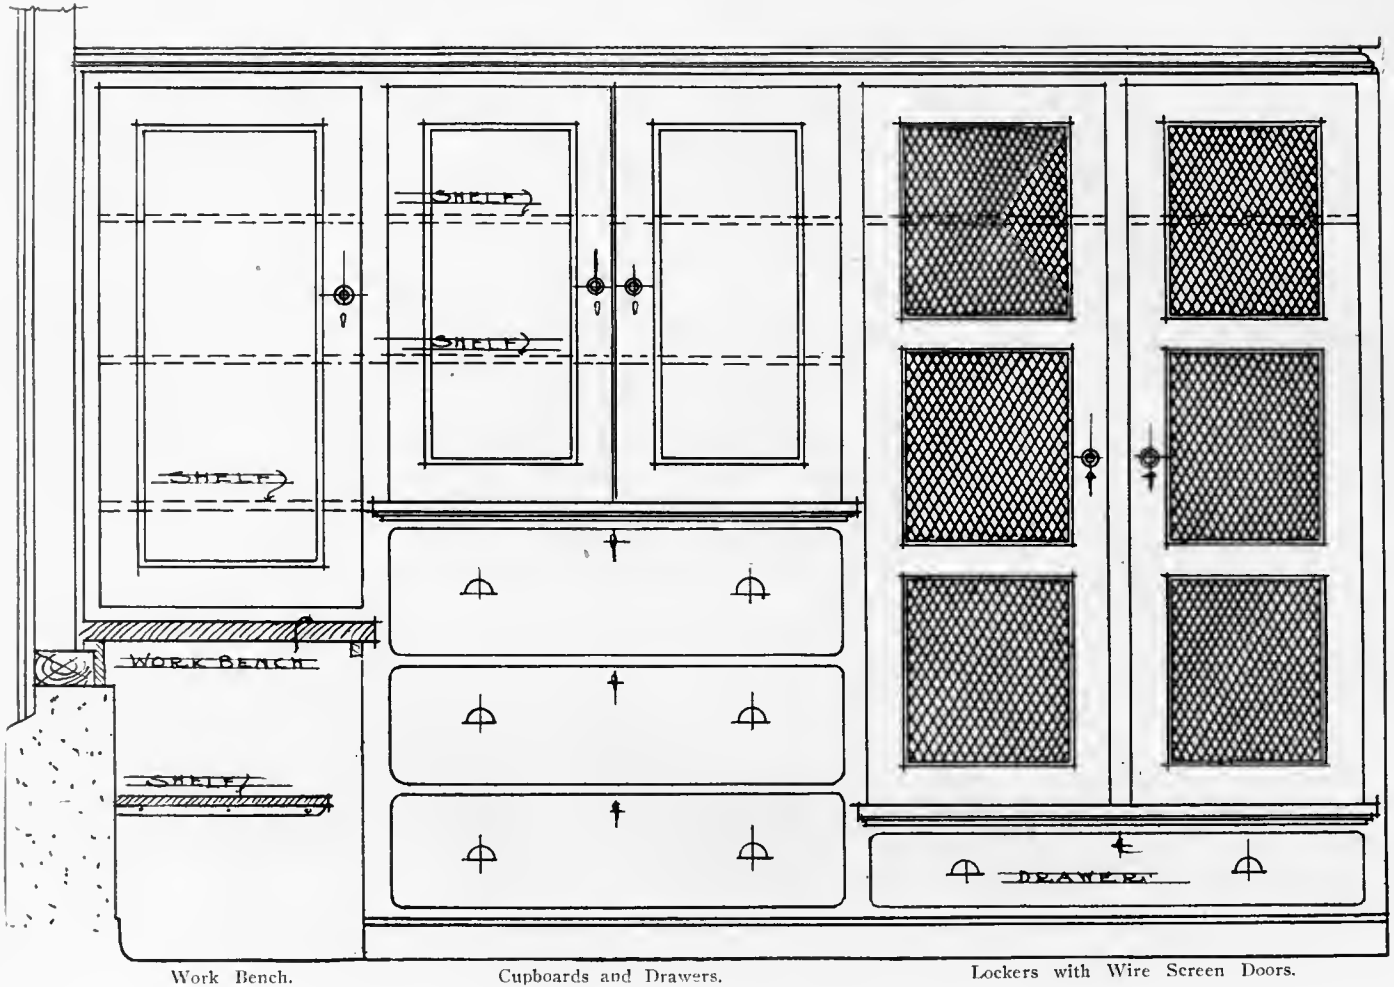 SHELF
SHELF
SHELF
WORK BENCH
SHELF
DRAWER
Work Bench.
Cupboards and Drawers.
Lockers with Wire Screen Doors.